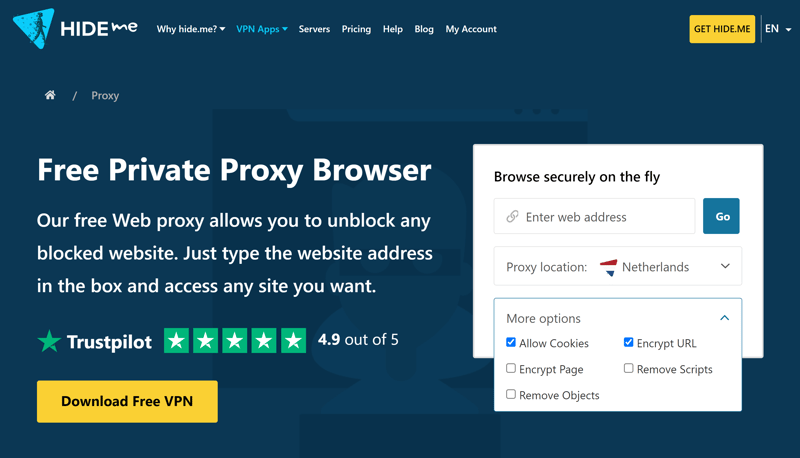 HIDE me
Why hide.me?
VPN Apps
Servers
Pricing
Help
Blog
My Account
GET HIDE.ME
EN
/ Proxy
Free Private Proxy Browser
Our free Web proxy allows you to unblock any
blocked website. Just type the website address
in the box and access any site you want.
Trustpilot
4.9 out of 5
Download Free VPN
Browse securely on the fly
Enter web address
Go
Proxy location: Netherlands
More options
Allow Cookies
Encrypt URL
Encrypt Page
Remove Scripts
Remove Objects